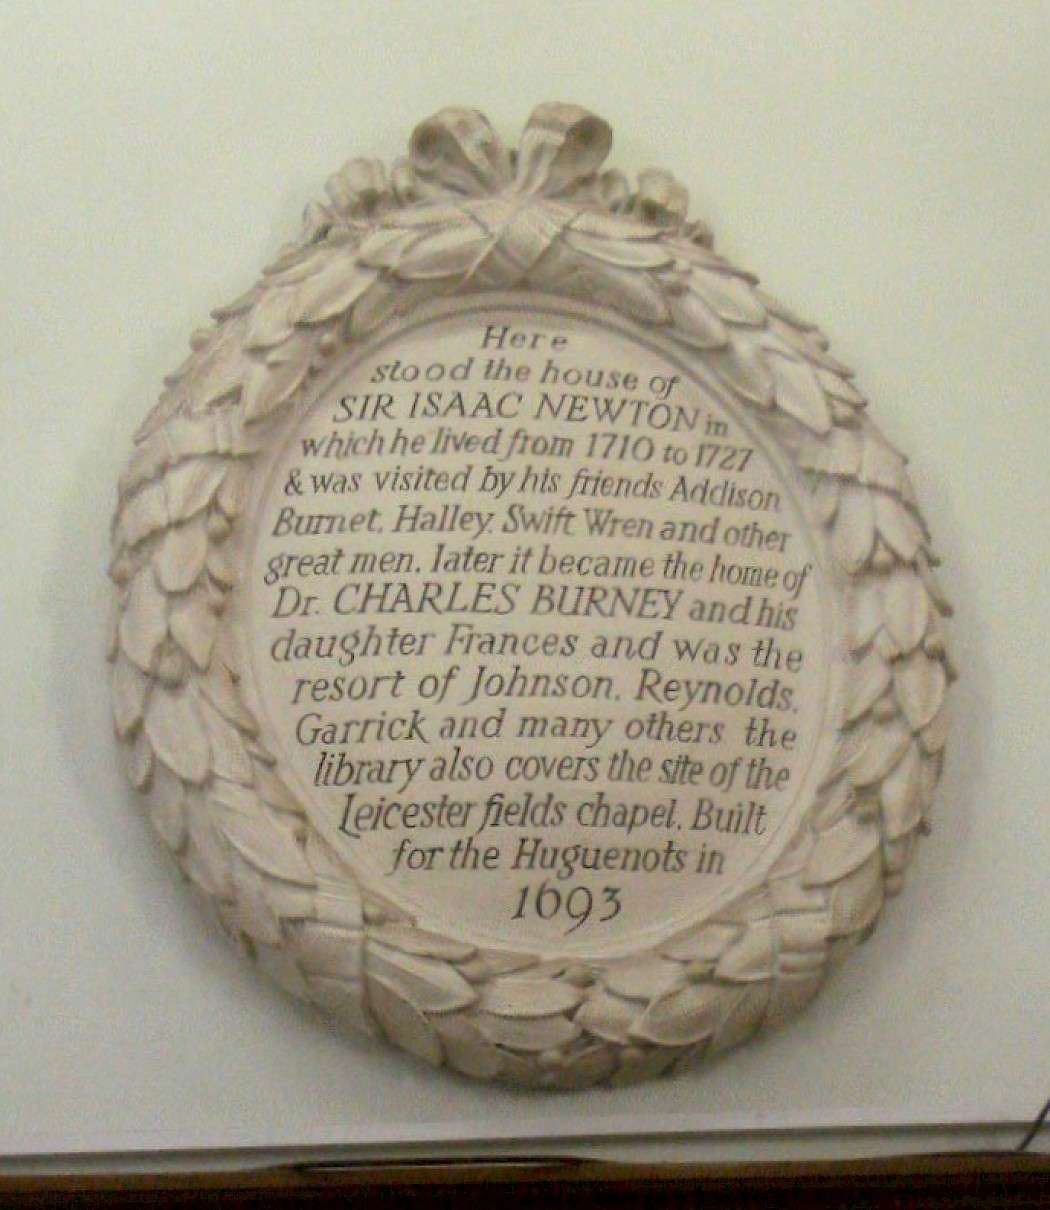 Here
stood the house of
SIR ISAAC NEWTON in
which he lived from 1710 to 1727
& was visited by his friends Addison
Burnet. Halley. Swift Wren and other
great men. later it became the home of
Dr. CHARLES BURNEY and his
daughter Frances and was the
resort of Johnson. Reynolds.
Garrick and many others the
library also covers the site of the
Leicester fields chapel. Built
for the Huguenots in
1693